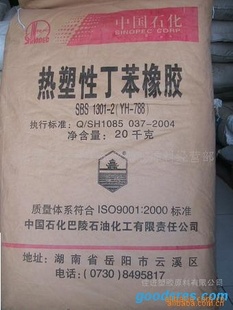 中国石化
SINOPEC CORP.
热塑性丁苯橡胶
SBS 1301-2(YH-788)
执行标准：Q/SH1085 037-2004
净含量：20千克
质量体系符合ISO9001:2000标准
中国石化巴陵石油化工有限责任公司
地址：湖南省岳阳市云溪区
电话：(0730)8495817
goodsres.com